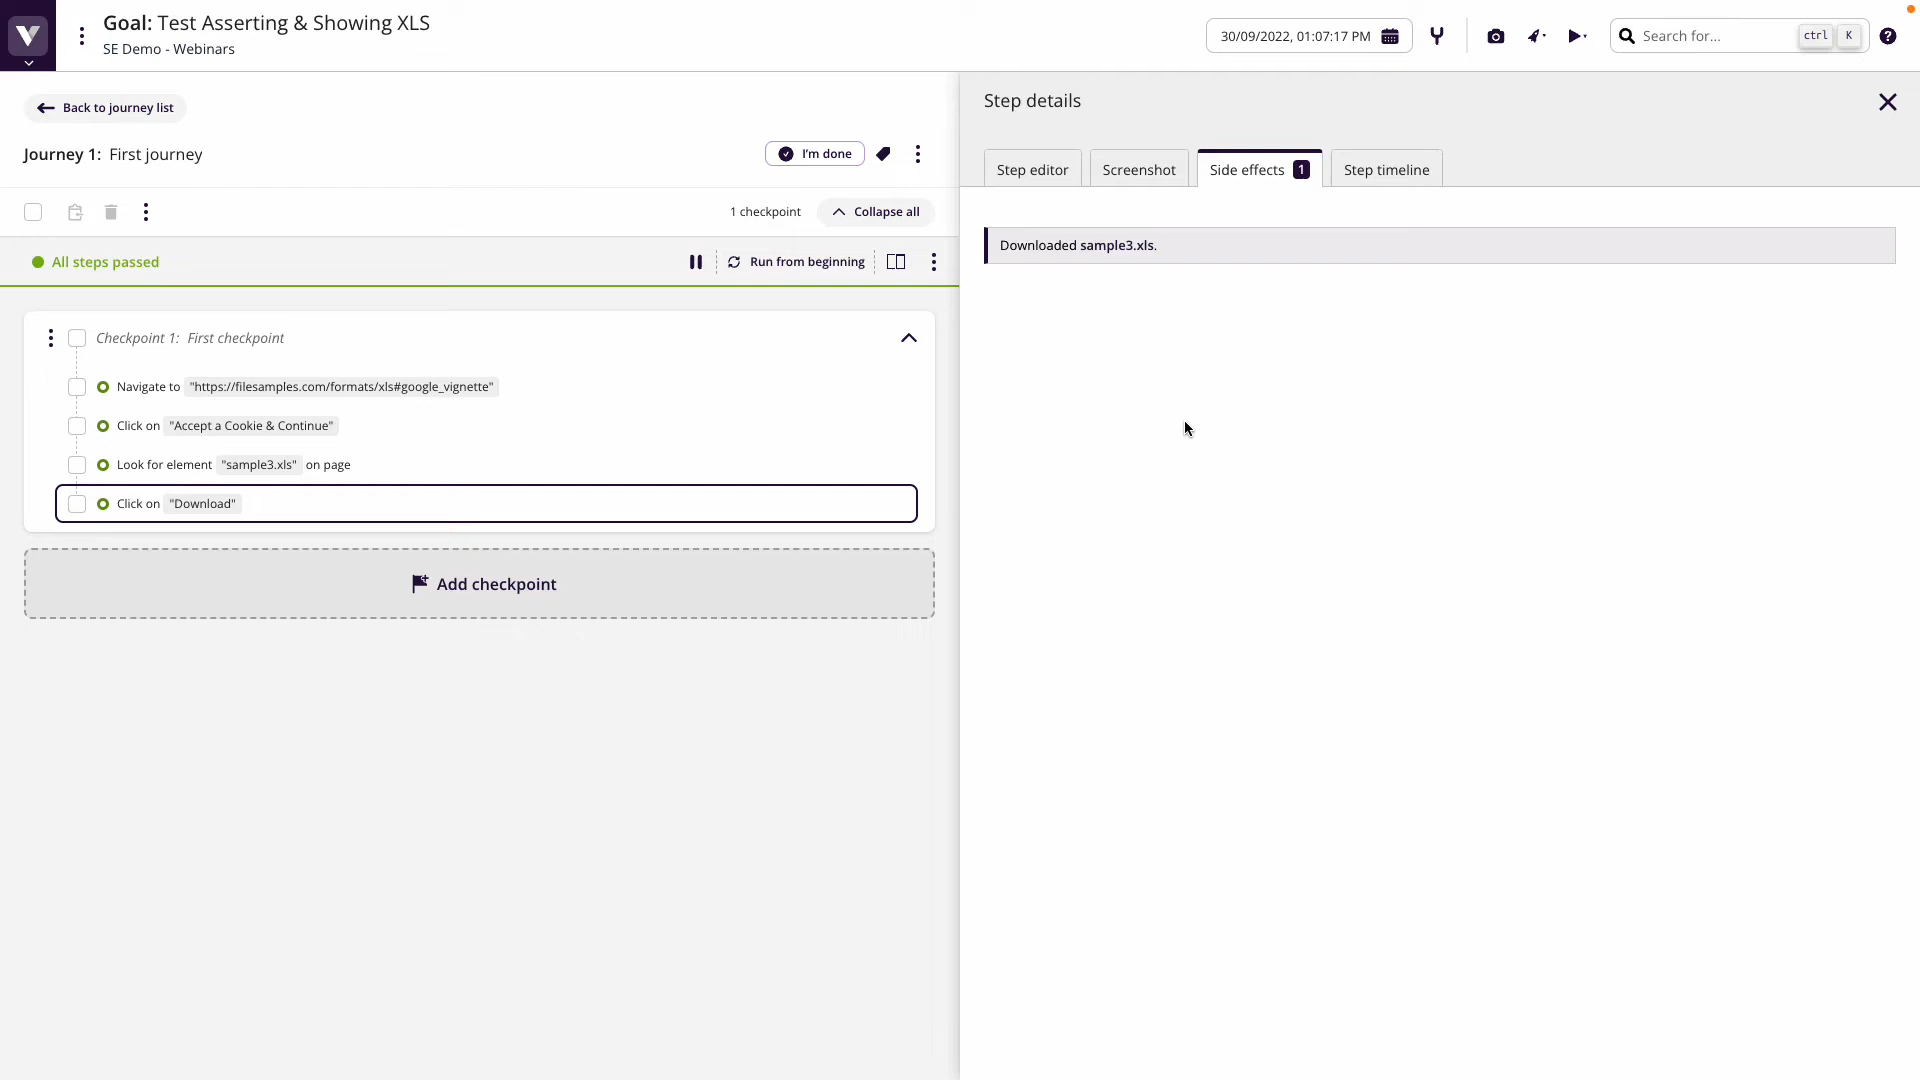 Goal: Test Asserting & Showing XLS
SE Demo - Webinars
30/09/2022, 01:07:17 PM
Search for...
ctrl
K
Back to journey list
Journey 1: First journey
I'm done
1 checkpoint
Collapse all
All steps passed
Run from beginning
Checkpoint 1: First checkpoint
Navigate to "https://filesamples.com/formats/xls#google_vignette"
Click on "Accept a Cookie & Continue"
Look for element "sample3.xls" on page
Click on "Download"
Add checkpoint
Step details
Step editor
Screenshot
Side effects 1
Step timeline
Downloaded sample3.xls.